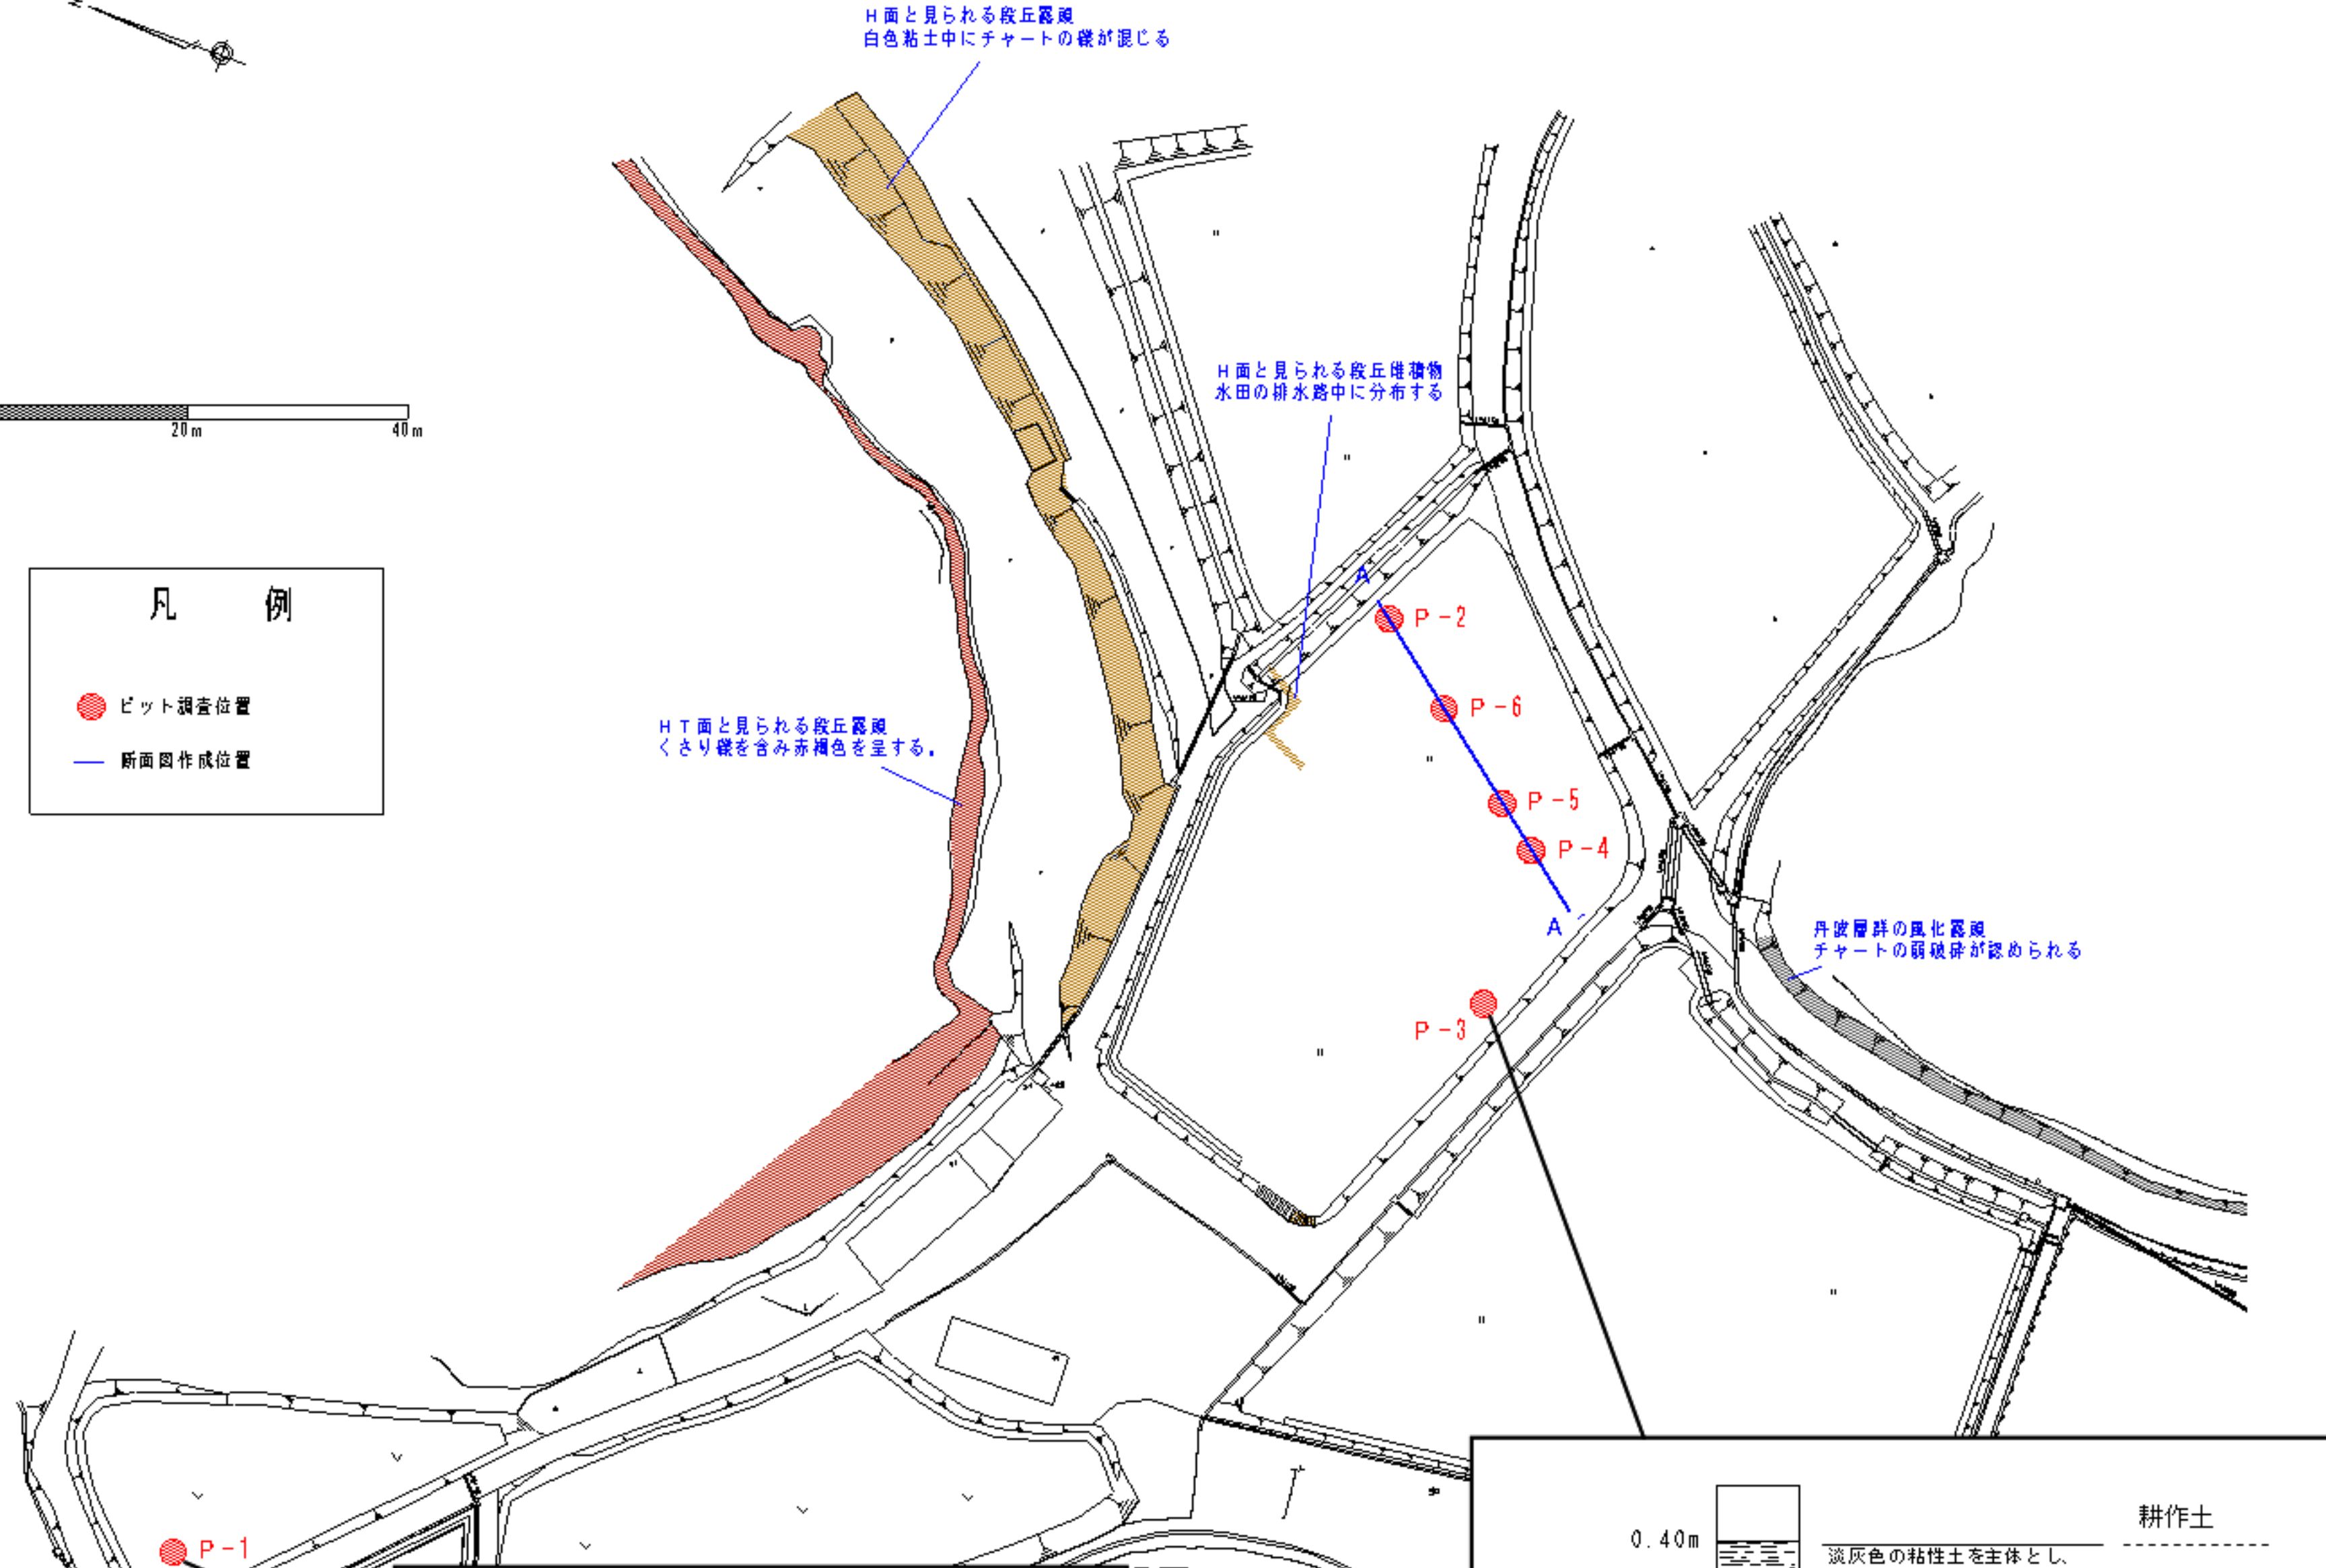 H面と見られる段丘露頭
白色粘土中にチャートの礫が混じる
20m
40m
H面と見られる段丘堆積物
水田の排水路中に分布する
凡 例
ピット調査位置
断面図作成位置
HT面と見られる段丘露頭
くさり礫を含み赤褐色を呈する。
A
P-2
P-6
P-5
P-4
A
P-3
丹波層群の風化露頭
チャートの弱破砕が認められる
P-1
耕作土
0.40m
淡灰色の粘性土を主体とし、